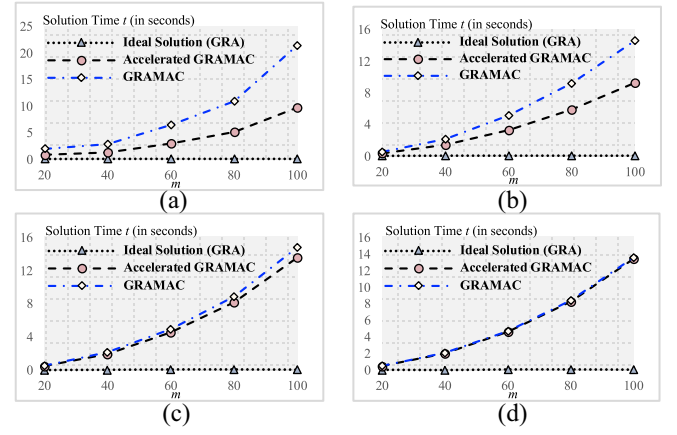 Solution Time t (in seconds)
25
20
15
10
5
0
Ideal Solution (GRA)
Accelerated GRAMAC
GRAMAC
20 40 60 80 100
m
(a)
Solution Time t (in seconds)
16
12
8
4
0
Ideal Solution (GRA)
Accelerated GRAMAC
GRAMAC
20 40 60 80 100
m
(b)
Solution Time t (in seconds)
16
12
8
4
0
Ideal Solution (GRA)
Accelerated GRAMAC
GRAMAC
20 40 60 80 100
m
(c)
Solution Time t (in seconds)
16
14
12
10
8
6
4
2
0
Ideal Solution (GRA)
Accelerated GRAMAC
GRAMAC
20 40 60 80 100
m
(d)